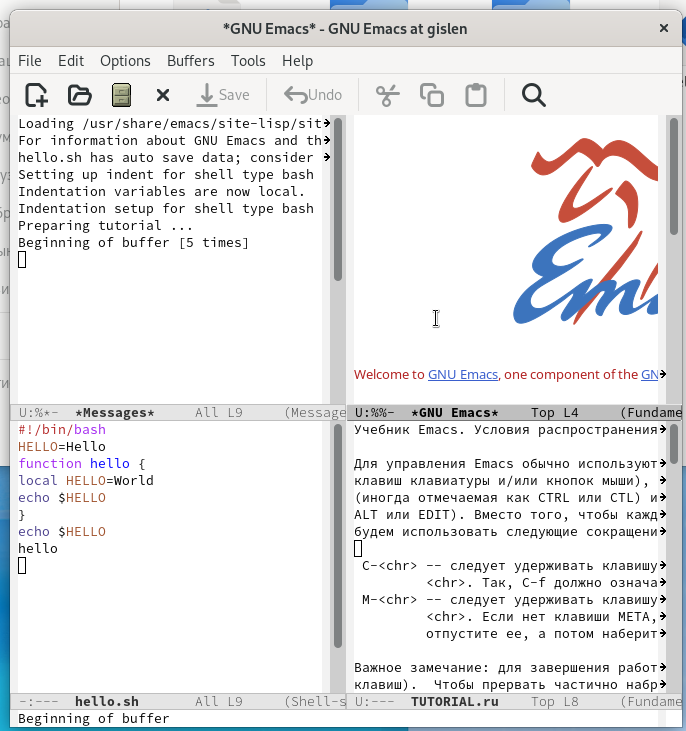 *GNU Emacs* - GNU Emacs at gislen
File Edit Options Buffers Tools Help
Save Undo
Loading /usr/share/emacs/site-lisp/sit
For information about GNU Emacs and th
hello.sh has auto save data; consider
Setting up indent for shell type bash
Indentation variables are now local.
Indentation setup for shell type bash
Preparing tutorial ...
Beginning of buffer [5 times]
U:%*- *Messages* All L9 (Message
Welcome to GNU Emacs, one component of the GN
U:%%- *GNU Emacs* Top L4 (Fundame
#!/bin/bash
HELLO=Hello
function hello {
local HELLO=World
echo $HELLO
}
echo $HELLO
hello
-:--- hello.sh All L9 (Shell-s
Учебник Emacs. Условия распространения
Для управления Emacs обычно используют
клавиш клавиатуры и/или кнопок мыши),
(иногда отмечаемая как CTRL или CTL) и
ALT или EDIT). Вместо того, чтобы кажд
будем использовать следующие сокращени
C-<chr> -- следует удерживать клавишу
<chr>. Так, C-f должно означа
M-<chr> -- следует удерживать клавишу
<chr>. Если нет клавиши META,
отпустите ее, а потом наберит
Важное замечание: для завершения работ
клавиш). Чтобы прервать частично набр
U:--- TUTORIAL.ru Top L8 (Fundame
Beginning of buffer